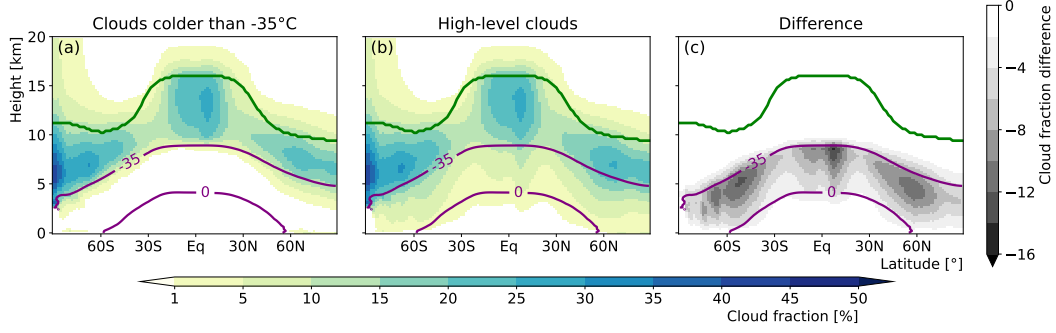 Clouds colder than -35°C
High-level clouds
Difference
(a)
(b)
(c)
Height [km]
20
15
10
5
0
-35
0
-35
0
-35
0
60S 30S Eq 30N 60N
60S 30S Eq 30N 60N
60S 30S Eq 30N 60N
Latitude [°]
0
−4
−8
−12
−16
Cloud fraction difference
1 5 10 15 20 25 30 35 40 45 50
Cloud fraction [%]